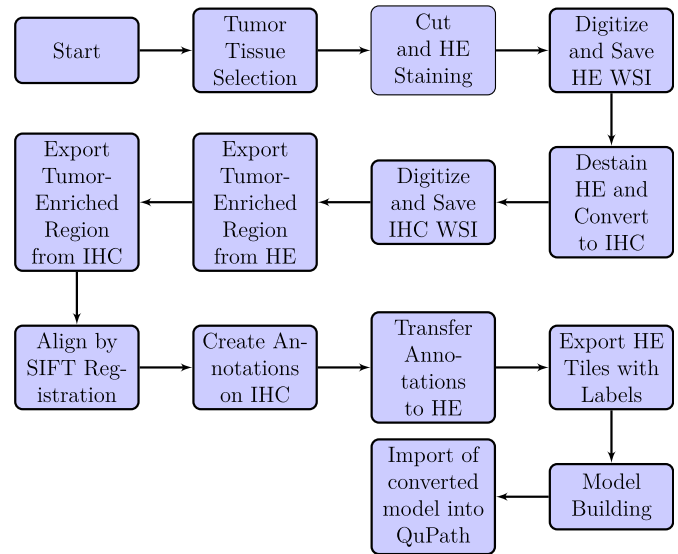 Start
Tumor
Tissue
Selection
Cut
and HE
Staining
Digitize
and Save
HE WSI
Destain
HE and
Convert
to IHC
Digitize
and Save
IHC WSI
Export
Tumor-
Enriched
Region
from HE
Export
Tumor-
Enriched
Region
from IHC
Align by
SIFT Reg-
istration
Create An-
notations
on IHC
Transfer
Anno-
tations
to HE
Export HE
Tiles with
Labels
Model
Building
Import of
converted
model into
QuPath